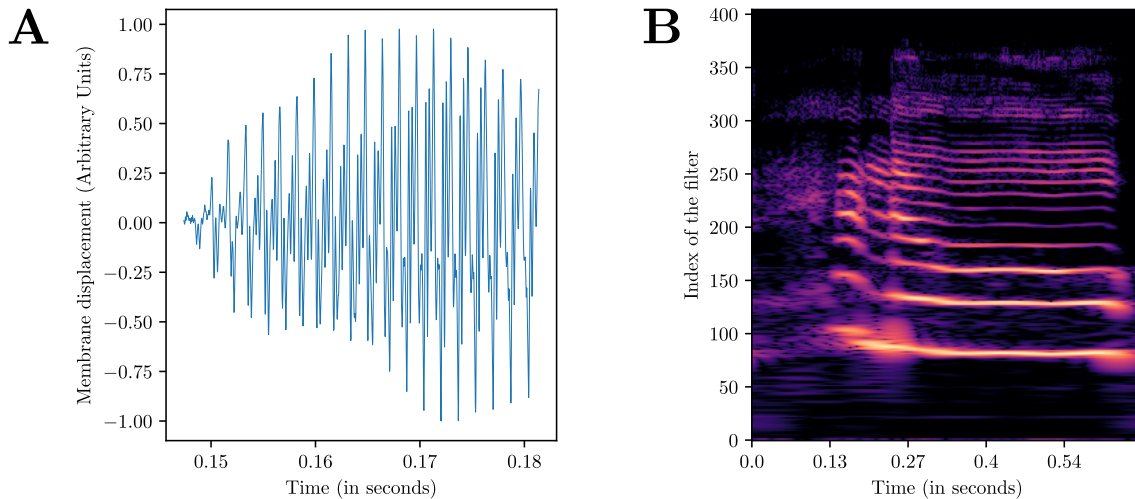 A
Membrane displacement (Arbitrary Units)
1.00
0.75
0.50
0.25
0.00
−0.25
−0.50
−0.75
−1.00
0.15 0.16 0.17 0.18
Time (in seconds)
B
Index of the filter
400
350
300
250
200
150
100
50
0
0.0 0.13 0.27 0.4 0.54
Time (in seconds)